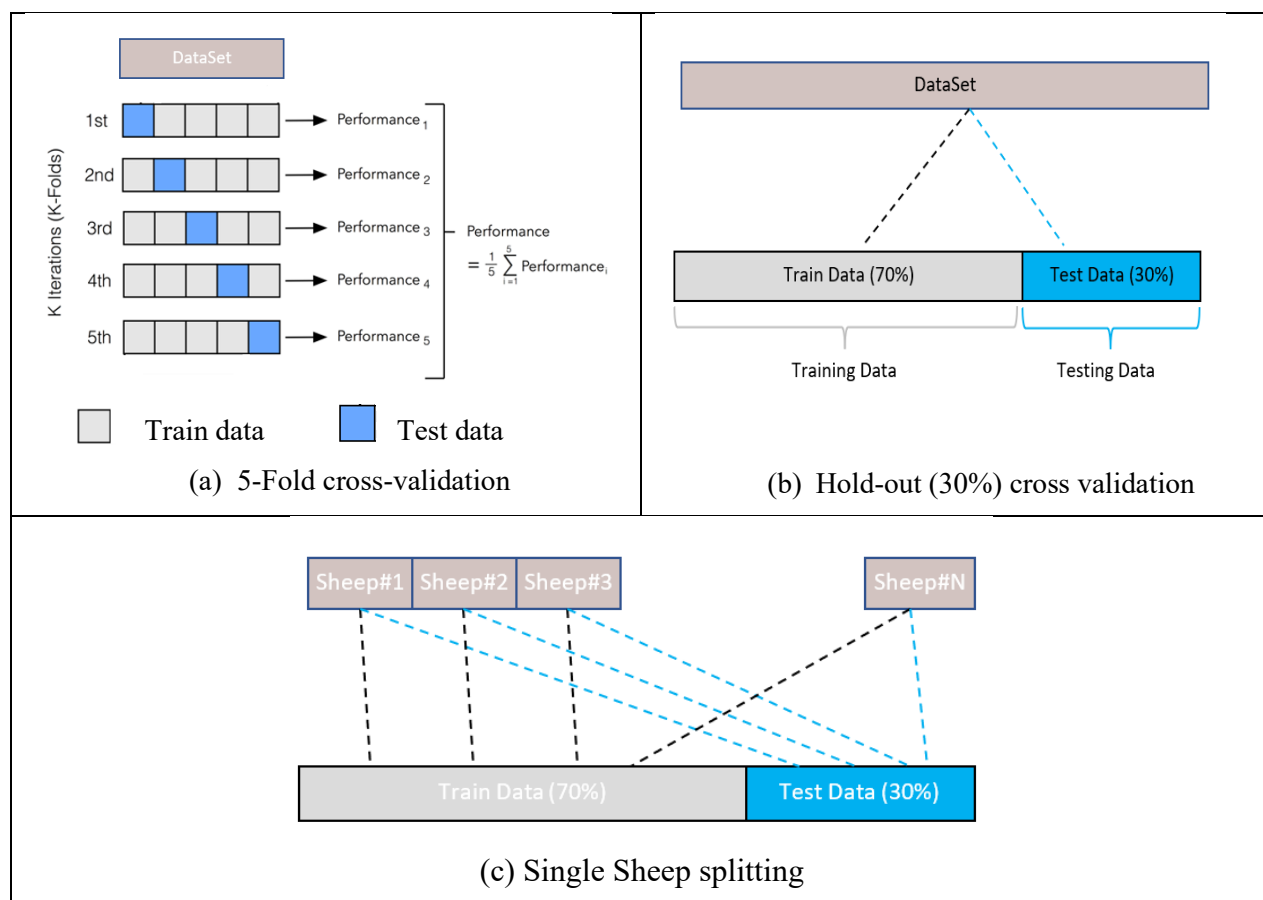 DataSet
K Iterations (K-Folds)
1st
Performance 1
2nd
Performance 2
3rd
Performance 3
4th
Performance 4
5th
Performance 5
Performance
= 1/5 5∑i=1 Performance i
Train data
Test data
(a) 5-Fold cross-validation
DataSet
Train Data (70%)
Test Data (30%)
Training Data
Testing Data
(b) Hold-out (30%) cross validation
Sheep#1
Sheep#2
Sheep#3
Sheep#N
Train Data (70%)
Test Data (30%)
(c) Single Sheep splitting